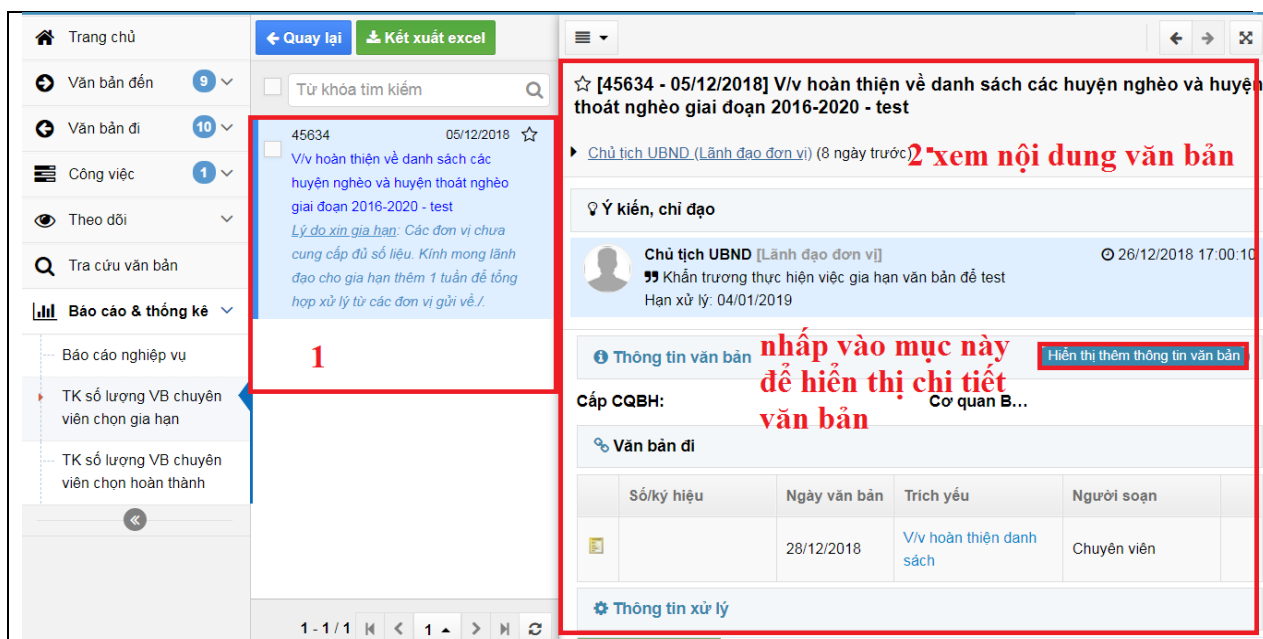 Trang chủ
Văn bản đến 9
Văn bản đi 10
Công việc 1
Theo dõi
Tra cứu văn bản
Báo cáo & thống kê
Báo cáo nghiệp vụ
TK số lượng VB chuyên
viên chọn gia hạn
TK số lượng VB chuyên
viên chọn hoàn thành
Quay lại Kết xuất excel
Từ khóa tìm kiếm
45634 05/12/2018
V/v hoàn thiện về danh sách các
huyện nghèo và huyện thoát nghèo
giai đoạn 2016-2020 - test
Lý do xin gia hạn: Các đơn vị chưa
cung cấp đủ số liệu. Kính mong lãnh
đạo cho gia hạn thêm 1 tuần để tổng
hợp xử lý từ các đơn vị gửi về./.
1
1 - 1 / 1 1
[45634 - 05/12/2018] V/v hoàn thiện về danh sách các huyện nghèo và huyện
thoát nghèo giai đoạn 2016-2020 - test
Chủ tịch UBND (Lãnh đạo đơn vị) (8 ngày trước)
2 xem nội dung văn bản
Ý kiến, chỉ đạo
Chủ tịch UBND [Lãnh đạo đơn vị] 26/12/2018 17:00:10
Khẩn trương thực hiện việc gia hạn văn bản để test
Hạn xử lý: 04/01/2019
Thông tin văn bản
Hiển thị thêm thông tin văn bản
nhấp vào mục này
để hiển thị chi tiết
văn bản
Cấp CQBH: Cơ quan B...
Văn bản đi
Số/ký hiệu Ngày văn bản Trích yếu Người soạn
28/12/2018 V/v hoàn thiện danh
sách
Chuyên viên
Thông tin xử lý